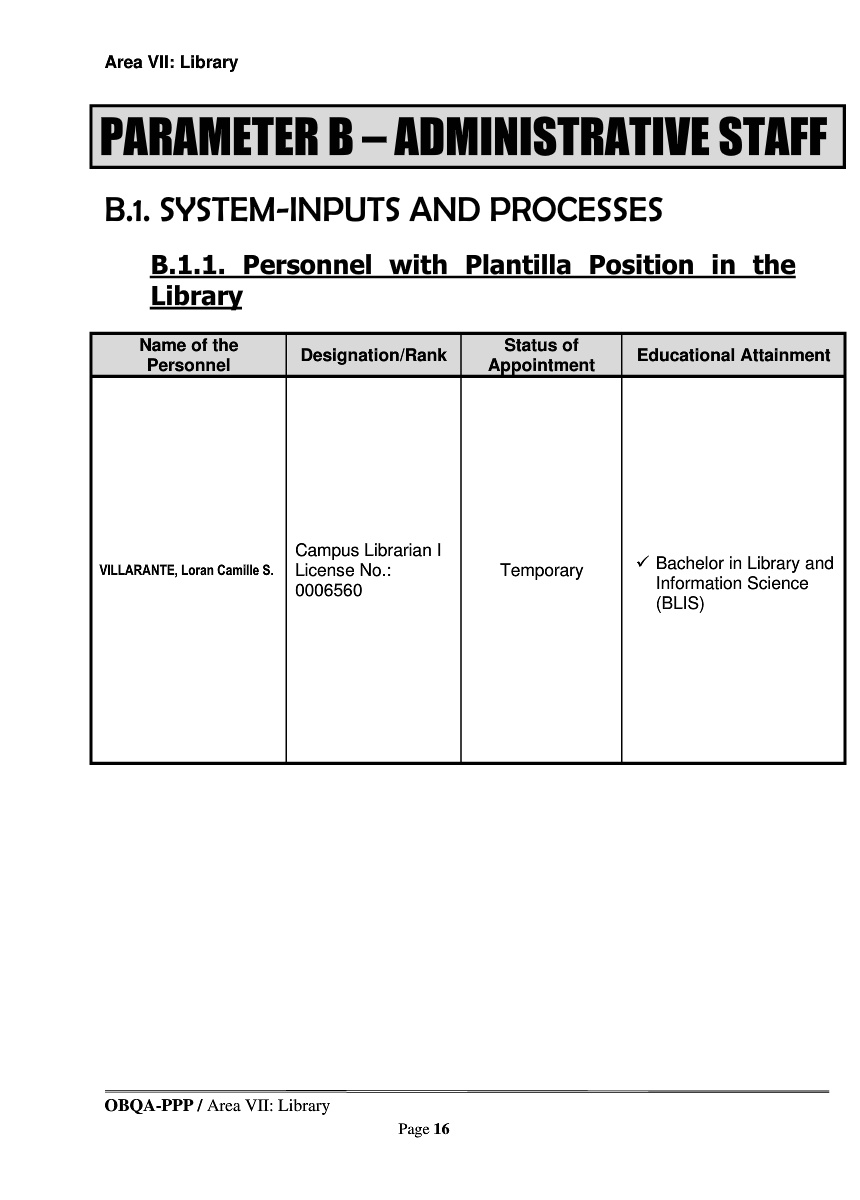 Area VII: Library
PARAMETER B – ADMINISTRATIVE STAFF
B.1. SYSTEM-INPUTS AND PROCESSES
B.1.1. Personnel with Plantilla Position in the
Library
Name of the
Personnel
Designation/Rank
Status of
Appointment
Educational Attainment
VILLARANTE, Loran Camille S.
Campus Librarian I
License No.:
0006560
Temporary
✓ Bachelor in Library and
Information Science
(BLIS)
OBQA-PPP / Area VII: Library
Page 16